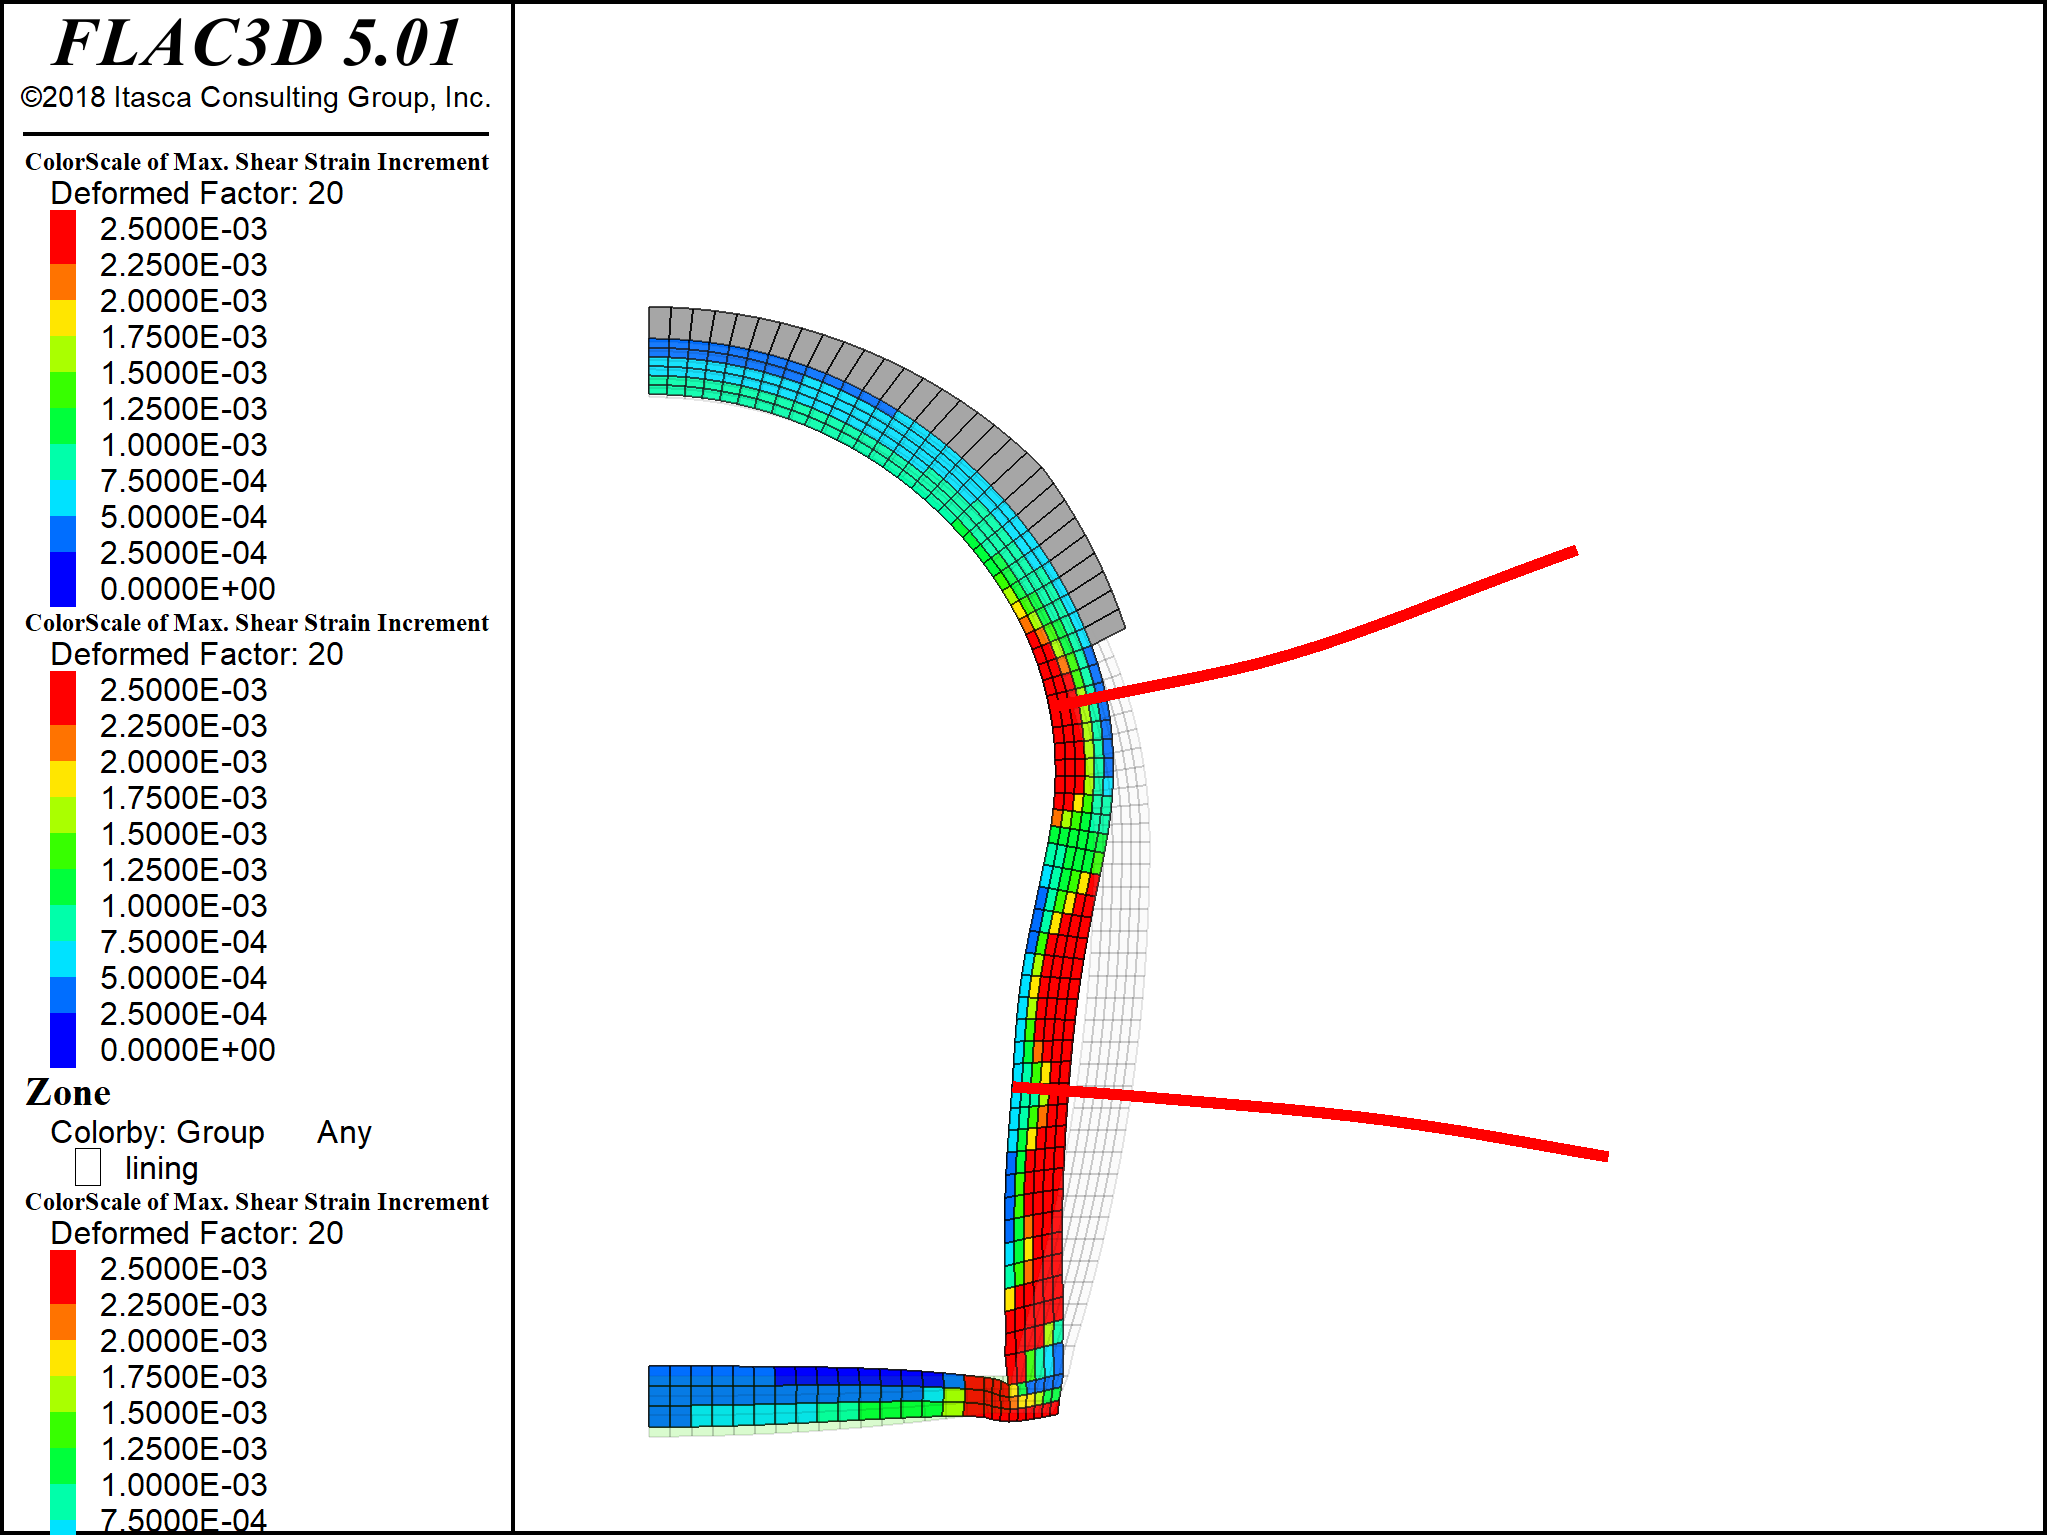 FLAC3D 5.01
©2018 Itasca Consulting Group, Inc.
ColorScale of Max. Shear Strain Increment
Deformed Factor: 20
2.5000E-03
2.2500E-03
2.0000E-03
1.7500E-03
1.5000E-03
1.2500E-03
1.0000E-03
7.5000E-04
5.0000E-04
2.5000E-04
0.0000E+00
ColorScale of Max. Shear Strain Increment
Deformed Factor: 20
2.5000E-03
2.2500E-03
2.0000E-03
1.7500E-03
1.5000E-03
1.2500E-03
1.0000E-03
7.5000E-04
5.0000E-04
2.5000E-04
0.0000E+00
Zone
Colorby: Group Any
lining
ColorScale of Max. Shear Strain Increment
Deformed Factor: 20
2.5000E-03
2.2500E-03
2.0000E-03
1.7500E-03
1.5000E-03
1.2500E-03
1.0000E-03
7.5000E-04